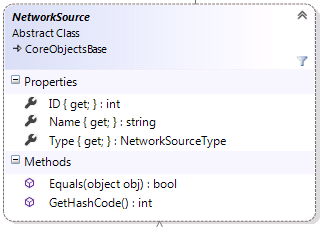 NetworkSource
Abstract Class
CoreObjectsBase
Properties
ID { get; } : int
Name { get; } : string
Type { get; } : NetworkSourceType
Methods
Equals(object obj) : bool
GetHashCode() : int